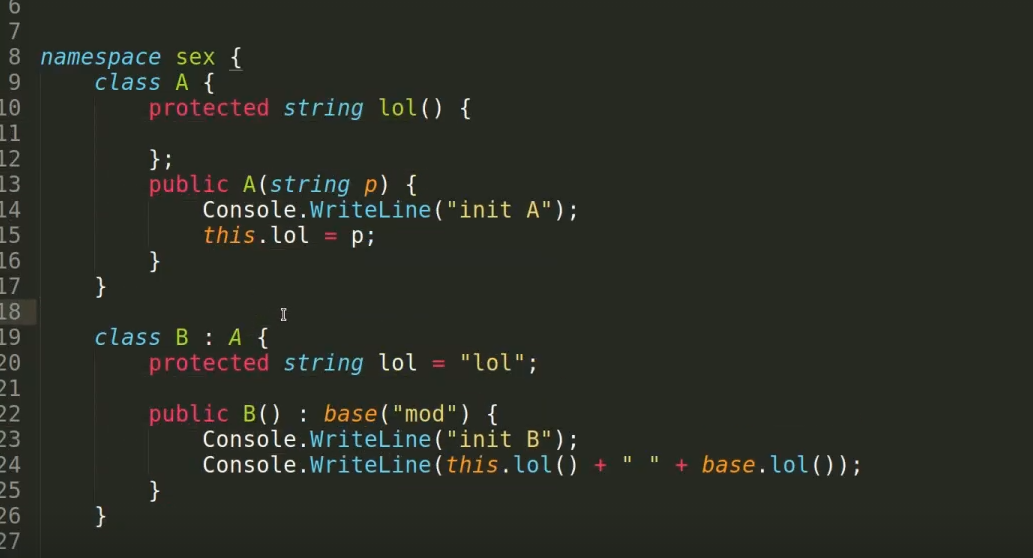 6
7
8 namespace sex {
9 class A {
10 protected string lol() {
11
12 };
13 public A(string p) {
14 Console.WriteLine("init A");
15 this.lol = p;
16 }
17 }
18
19 class B : A {
20 protected string lol = "lol";
21
22 public B() : base("mod") {
23 Console.WriteLine("init B");
24 Console.WriteLine(this.lol() + " " + base.lol());
25 }
26 }
27